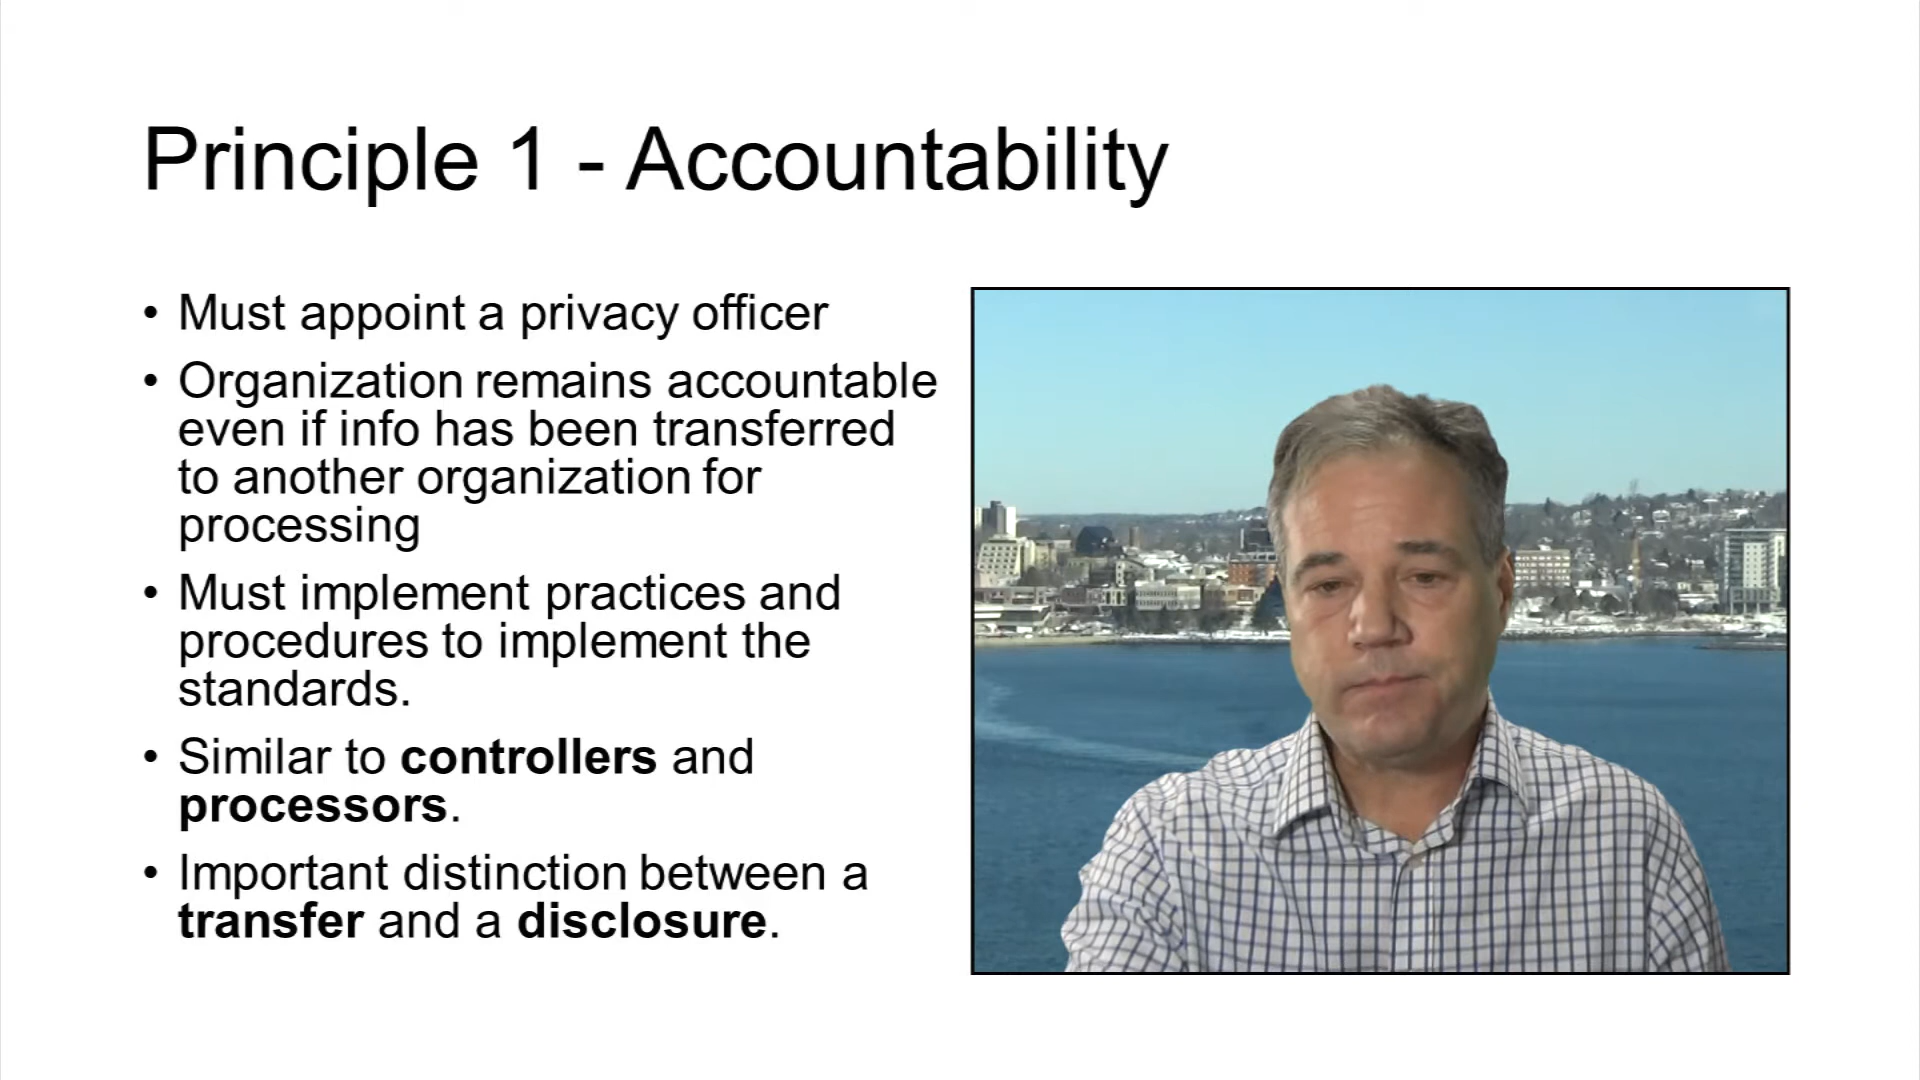 Principle 1 - Accountability
• Must appoint a privacy officer
• Organization remains accountable
even if info has been transferred
to another organization for
processing
• Must implement practices and
procedures to implement the
standards.
• Similar to controllers and
processors.
• Important distinction between a
transfer and a disclosure.